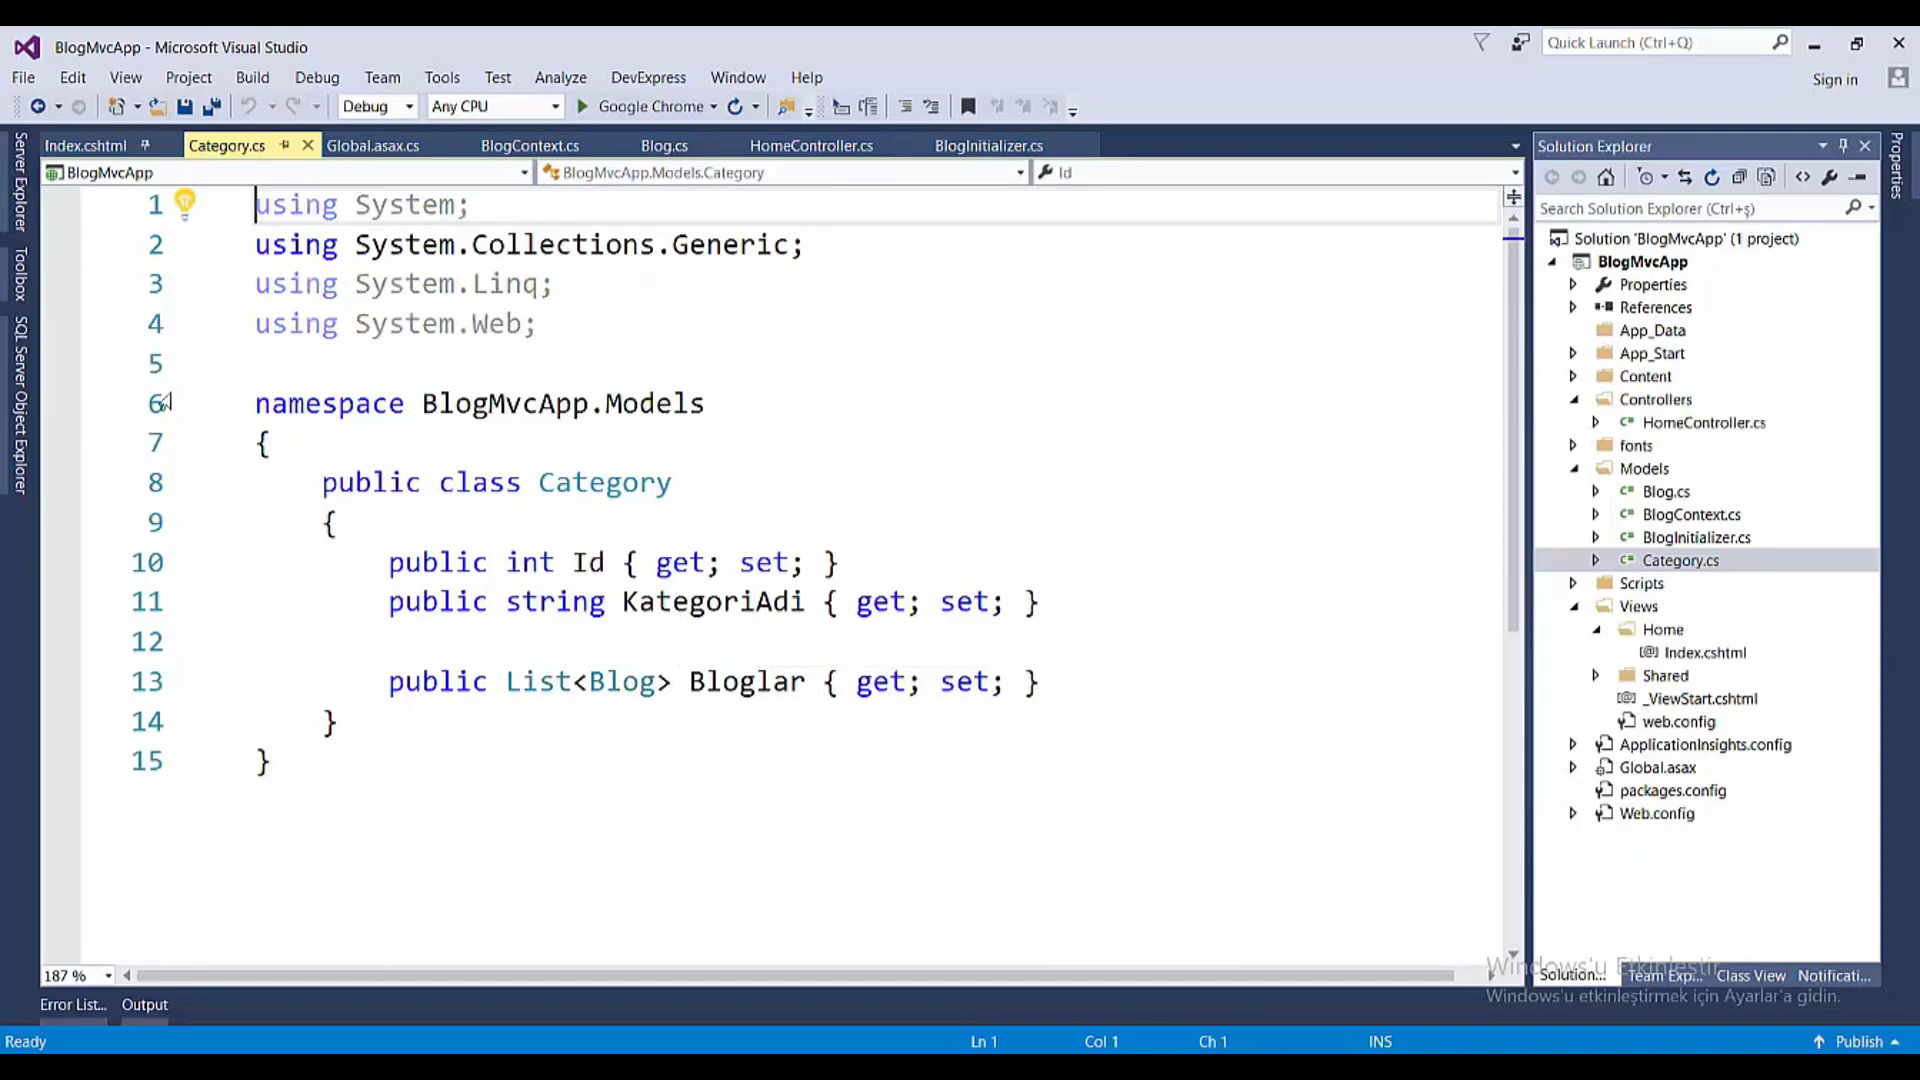 BlogMvcApp - Microsoft Visual Studio
Quick Launch (Ctrl+Q)
File Edit View Project Build Debug Team Tools Test Analyze DevExpress Window Help
Sign in
Debug Any CPU Google Chrome
Server Explorer
Toolbox
SQL Server Object Explorer
Index.cshtml Category.cs Global.asax.cs BlogContext.cs Blog.cs HomeController.cs BlogInitializer.cs
BlogMvcApp BlogMvcApp.Models.Category Id
1 using System;
2 using System.Collections.Generic;
3 using System.Linq;
4 using System.Web;
5
6 namespace BlogMvcApp.Models
7 {
8 public class Category
9 {
10 public int Id { get; set; }
11 public string KategoriAdi { get; set; }
12
13 public List<Blog> Bloglar { get; set; }
14 }
15 }
187 %
Solution Explorer
Search Solution Explorer (Ctrl+ş)
Solution 'BlogMvcApp' (1 project)
BlogMvcApp
Properties
References
App_Data
App_Start
Content
Controllers
HomeController.cs
fonts
Models
Blog.cs
BlogContext.cs
BlogInitializer.cs
Category.cs
Scripts
Views
Home
Index.cshtml
Shared
_ViewStart.cshtml
web.config
ApplicationInsights.config
Global.asax
packages.config
Web.config
Properties
Windows'u Etkinleştir
Solution... Team Exp... Class View Notificati...
Windows'u etkinleştirmek için Ayarlar'a gidin.
Error List... Output
Ready Ln 1 Col 1 Ch 1 INS Publish